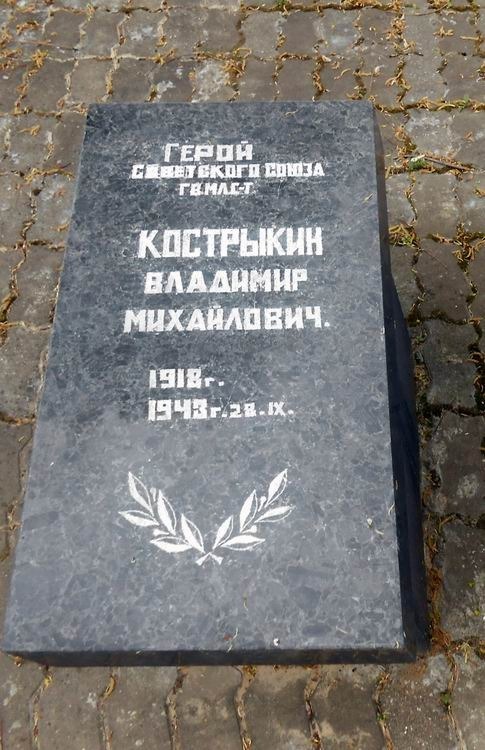 ГЕРОЙ
СОВЕТСКОГО СОЮЗА
ГВ.МЛ.С-Т
КОСТРЫКИН
ВЛАДИМИР
МИХАЙЛОВИЧ.
1918г.
1943г.28.IX.